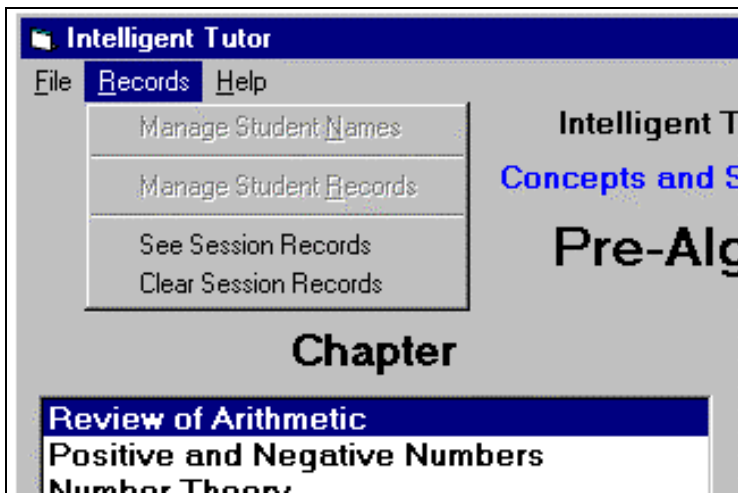 Intelligent Tutor
File Records Help
Manage Student Names
Manage Student Records
See Session Records
Clear Session Records
Intelligent
Concepts and
Chapter
Review of Arithmetic
Positive and Negative Numbers
Number Theory